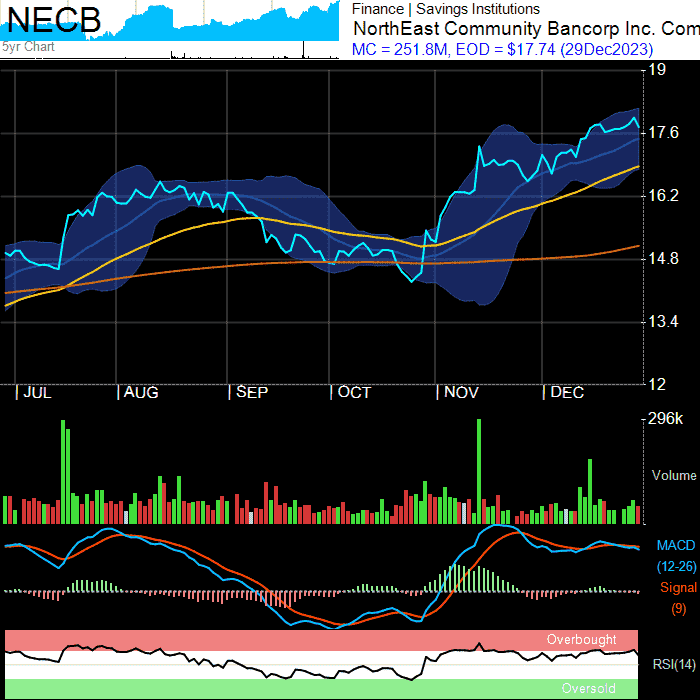 NECB
5yr Chart
Finance | Savings Institutions
NorthEast Community Bancorp Inc. Com
MC = 251.8M, EOD = $17.74 (29Dec2023)
19
17.6
16.2
14.8
13.4
12
| JUL | AUG | SEP | OCT | NOV | DEC
296k
Volume
MACD
(12-26)
Signal
(9)
Overbought
RSI(14)
Oversold